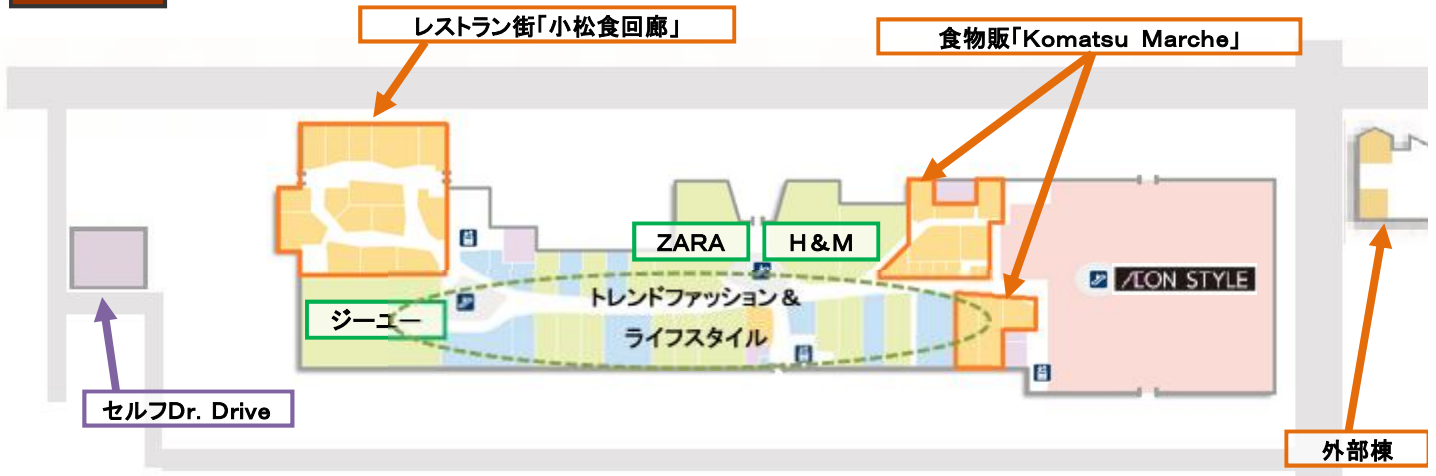 レストラン街「小松食回廊」
食物販「Komatsu Marche」
ZARA
H&M
トレンドファッション&
ライフスタイル
ÆON STYLE
ジーユー
セルフDr. Drive
外部棟